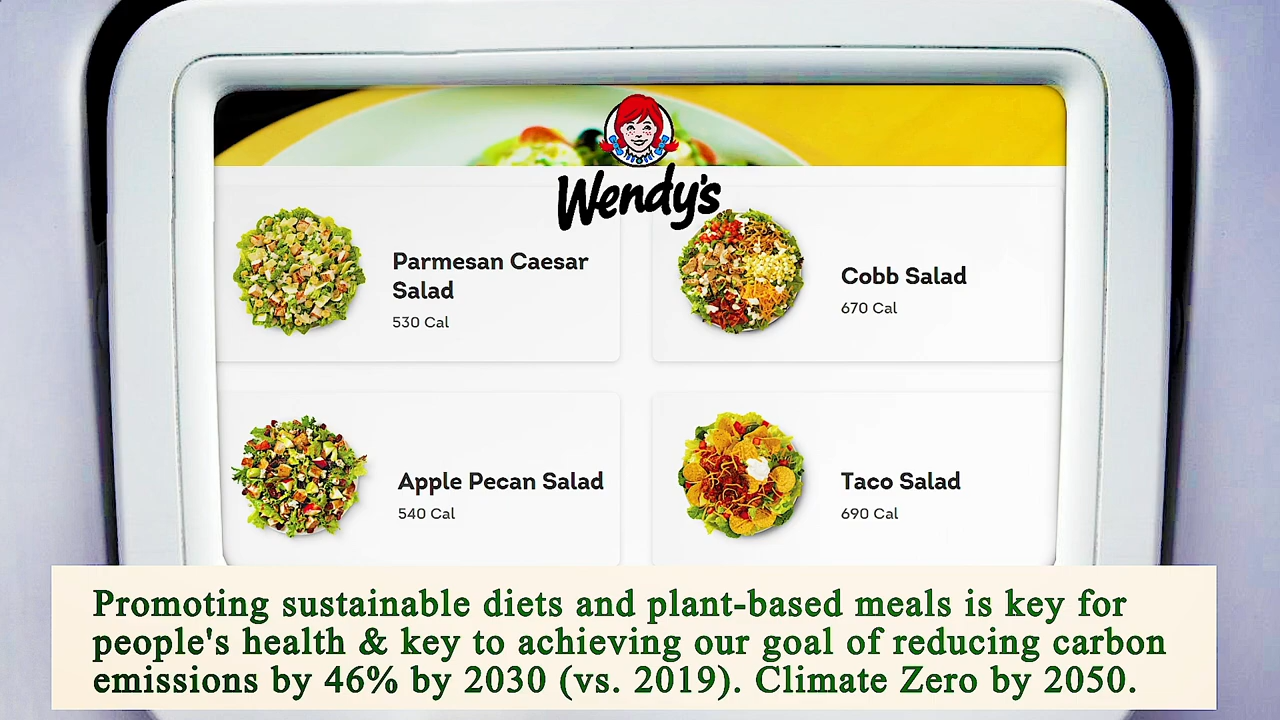 Wendy's
Parmesan Caesar
Salad
530 Cal
Cobb Salad
670 Cal
Apple Pecan Salad
540 Cal
Taco Salad
690 Cal
Promoting sustainable diets and plant-based meals is key for
people's health & key to achieving our goal of reducing carbon
emissions by 46% by 2030 (vs. 2019). Climate Zero by 2050.